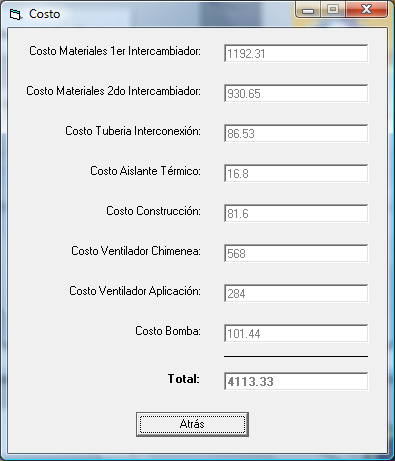 Costo
Costo Materiales 1er Intercambiador: 1192.31
Costo Materiales 2do Intercambiador: 930.65
Costo Tuberia Interconexión: 86.53
Costo Aislante Térmico: 16.8
Costo Construcción: 81.6
Costo Ventilador Chimenea: 568
Costo Ventilador Aplicación: 284
Costo Bomba: 101.44
Total: 4113.33
Atrás